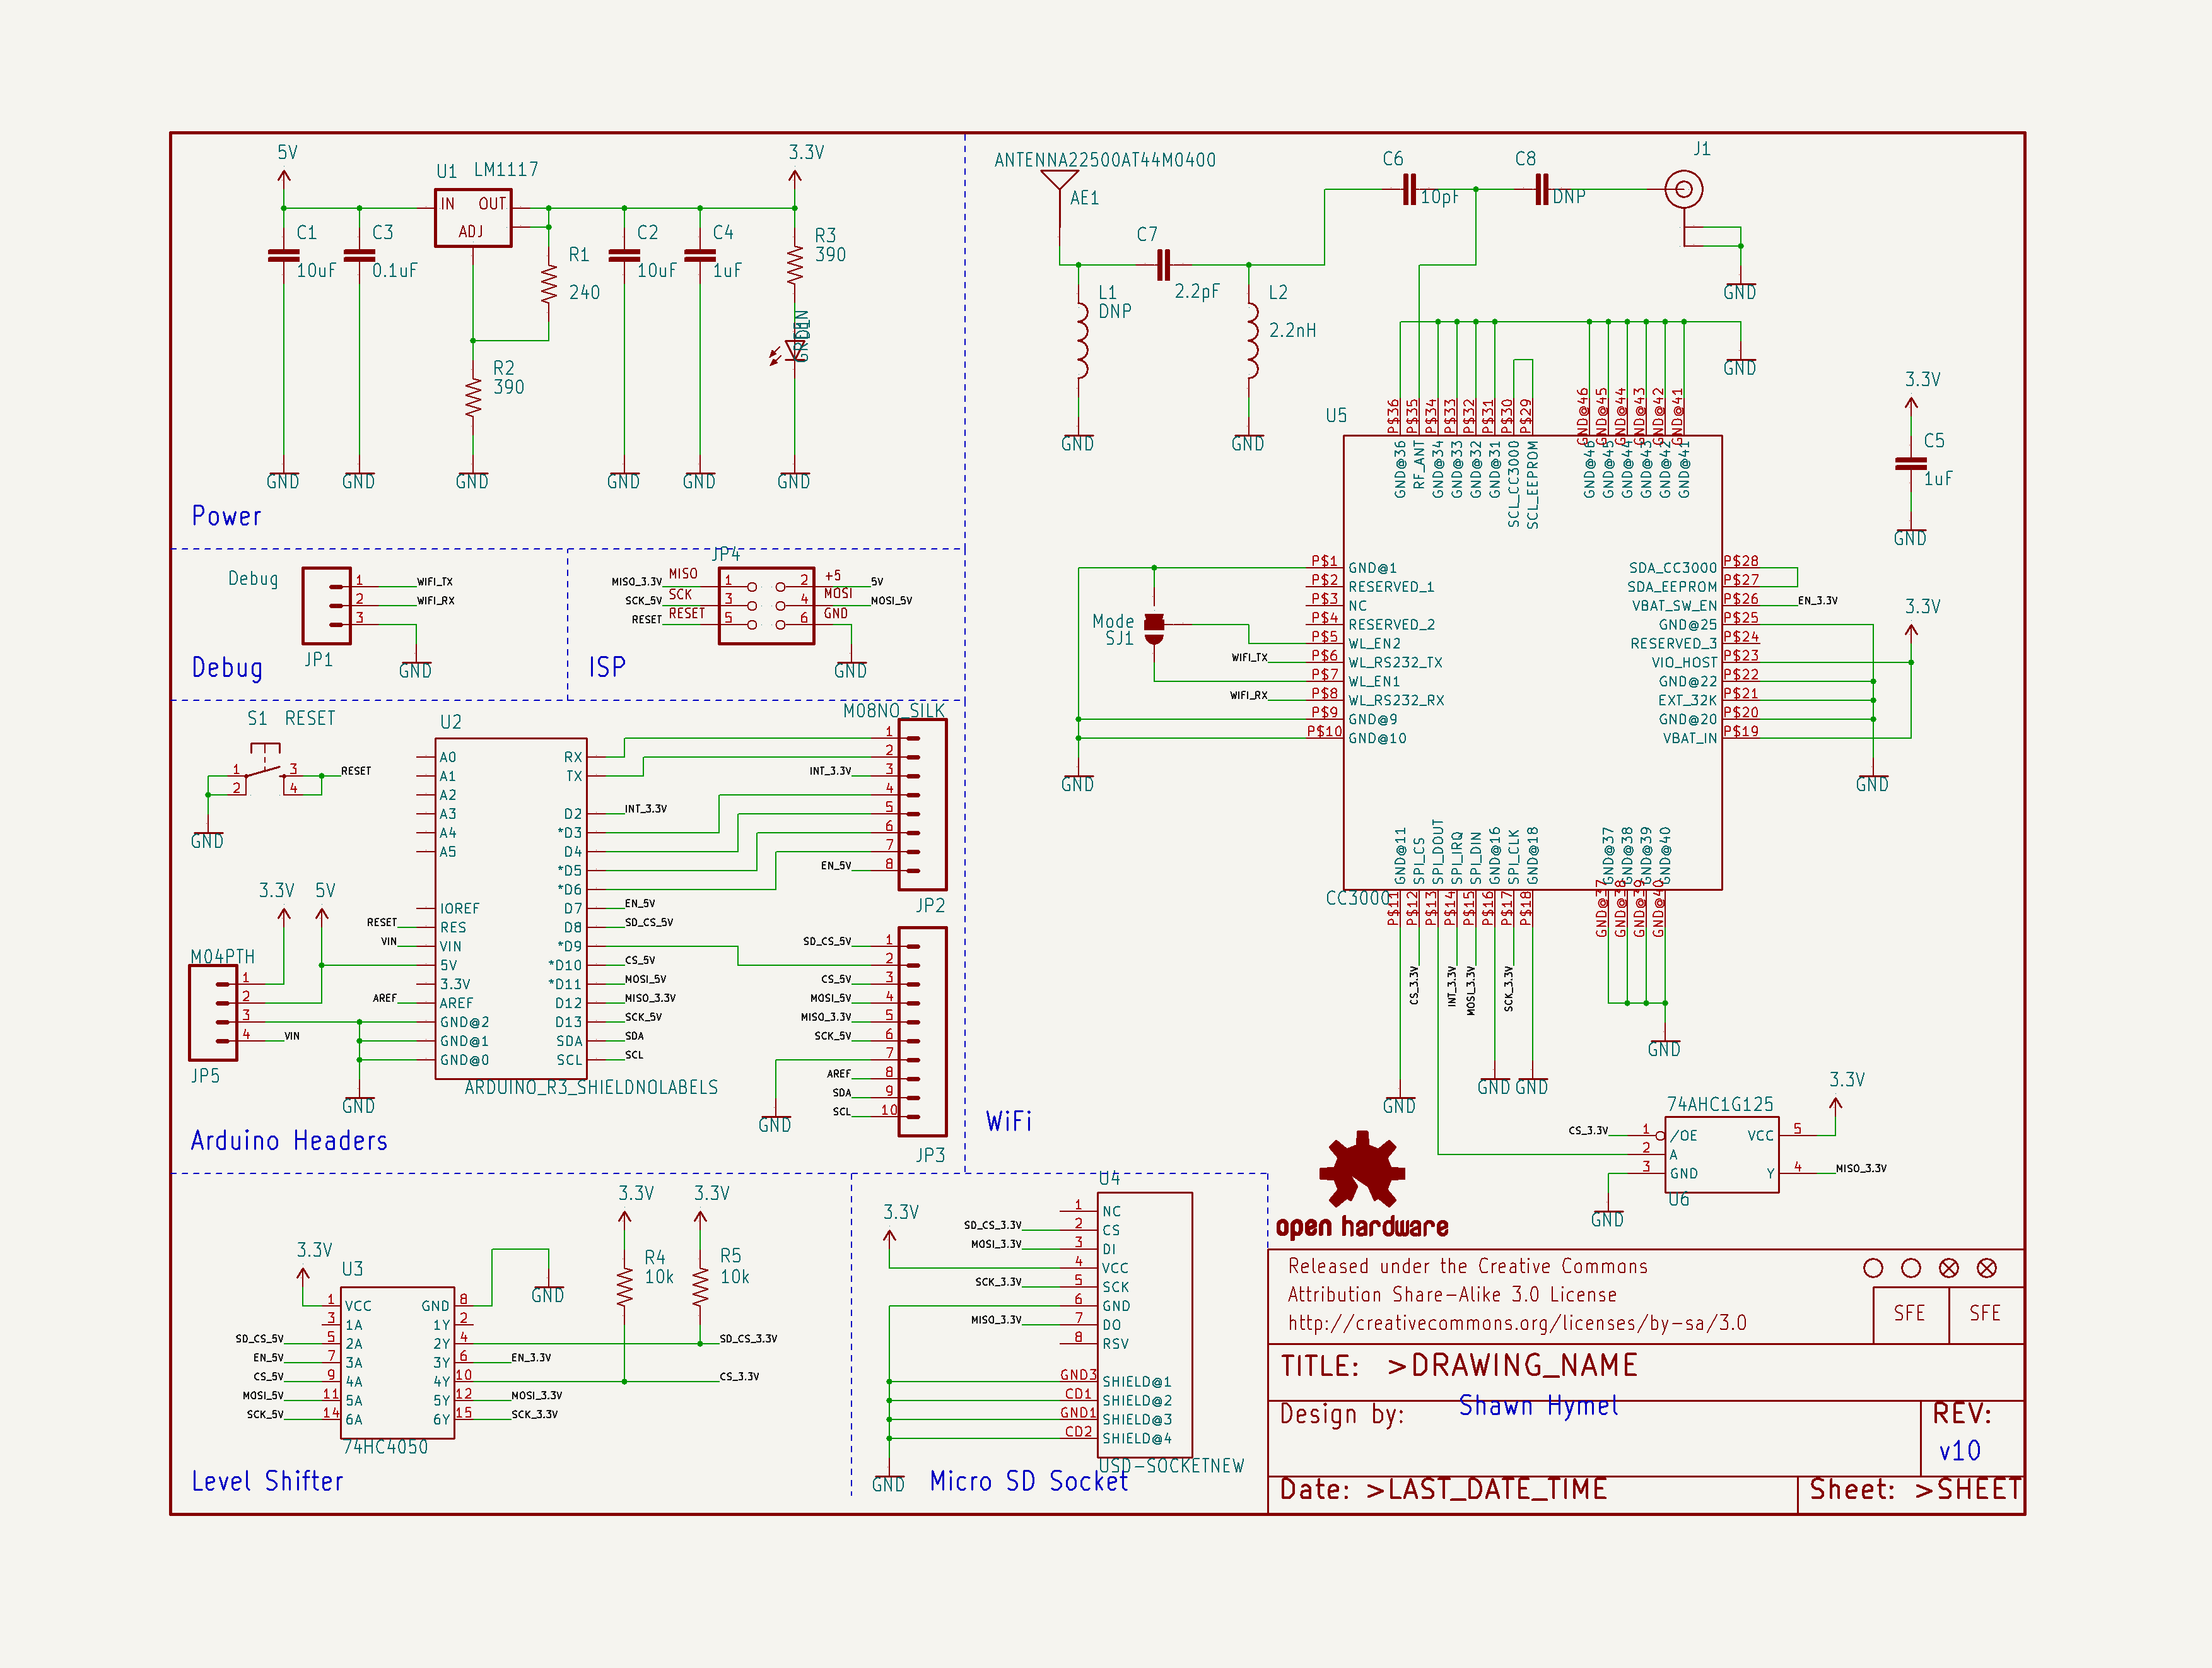 5V
U1 LM1117
3.3V
IN OUT
ADJ
C1
10uF
C3
0.1uF
R1
240
C2
10uF
C4
1uF
R3
390
R2
390
GND
GND
GND
GND
GND
GND
Power
ANTENNA22500AT44M0400
AE1
C7
2.2pF
C6
10pF
C8
DNP
J1
GND
L1
DNP
L2
2.2nH
GND
GND
GND
Debug
1 WIFI_TX
2 WIFI_RX
3
JP1
GND
Debug
JP4
MISO_3.3V MISO 1 2 +5 5V
SCK_5V SCK 3 4 MOSI MOSI_5V
RESET RESET 5 6 GND
GND
ISP
S1 RESET
1 3 RESET
2 4
GND
U2
A0
A1
A2
A3
A4
A5
IOREF
RESET RES
VIN VIN
5V
3.3V
AREF AREF
GND@2
GND@1
GND@0
RX
TX
D2 INT_3.3V
*D3
D4
*D5
*D6
D7 EN_5V
D8 SD_CS_5V
*D9
*D10 CS_5V
*D11 MOSI_5V
D12 MISO_3.3V
D13 SCK_5V
SDA SDA
SCL SCL
ARDUINO_R3_SHIELDNOLABELS
3.3V 5V
M04PTH
1
2
3
4 VIN
JP5
GND
M08NO_SILK
1
2
INT_3.3V 3
4
5
6
7
EN_5V 8
JP2
SD_CS_5V 1
2
CS_5V 3
MOSI_5V 4
MISO_3.3V 5
SCK_5V 6
7
AREF 8
SDA 9
SCL 10
GND
JP3
Arduino Headers
U5
P$36
P$35
P$34
P$33
P$32
P$31
P$30
P$29
GND@46
GND@45
GND@44
GND@43
GND@42
GND@41
GND@36
RF_ANT
GND@34
GND@33
GND@32
GND@31
SCL_CC3000
SCL_EEPROM
GND@46
GND@45
GND@44
GND@43
GND@42
GND@41
3.3V
C5
1uF
GND
P$1 GND@1
P$2 RESERVED_1
P$3 NC
P$4 RESERVED_2
P$5 WL_EN2
WIFI_TX P$6 WL_RS232_TX
P$7 WL_EN1
WIFI_RX P$8 WL_RS232_RX
P$9 GND@9
P$10 GND@10
Mode
SJ1
GND
SDA_CC3000 P$28
SDA_EEPROM P$27
VBAT_SW_EN P$26 EN_3.3V
GND@25 P$25
RESERVED_3 P$24
VIO_HOST P$23
GND@22 P$22
EXT_32K P$21
GND@20 P$20
VBAT_IN P$19
3.3V
GND
GND@11
SPI_CS
SPI_DOUT
SPI_IRQ
SPI_DIN
GND@16
SPI_CLK
GND@18
GND@37
GND@38
GND@39
GND@40
CC3000
P$11
P$12
P$13
P$14
P$15
P$16
P$17
P$18
GND@37
GND@38
GND@39
GND@40
CS_3.3V
INT_3.3V
MOSI_3.3V
SCK_3.3V
GND
GND
GND
GND
WiFi
3.3V
74AHC1G125
CS_3.3V 1 /OE VCC 5
2 A
3 GND Y 4 MISO_3.3V
U6
GND
3.3V
U3
1 VCC GND 8
3 1A 1Y 2
SD_CS_5V 5 2A 2Y 4 SD_CS_3.3V
EN_5V 7 3A 3Y 6 EN_3.3V
CS_5V 9 4A 4Y 10 CS_3.3V
MOSI_5V 11 5A 5Y 12 MOSI_3.3V
SCK_5V 14 6A 6Y 15 SCK_3.3V
74HC4050
GND
3.3V
R4
10k
3.3V
R5
10k
Level Shifter
U4
3.3V
1 NC
SD_CS_3.3V 2 CS
MOSI_3.3V 3 DI
4 VCC
SCK_3.3V 5 SCK
6 GND
MISO_3.3V 7 DO
8 RSV
GND3 SHIELD@1
CD1 SHIELD@2
GND1 SHIELD@3
CD2 SHIELD@4
USD-SOCKETNEW
GND
Micro SD Socket
open hardware
Released under the Creative Commons
Attribution Share-Alike 3.0 License
http://creativecommons.org/licenses/by-sa/3.0
SFE SFE
TITLE: >DRAWING_NAME
Design by: Shawn Hymel
REV:
v10
Date: >LAST_DATE_TIME
Sheet: >SHEET